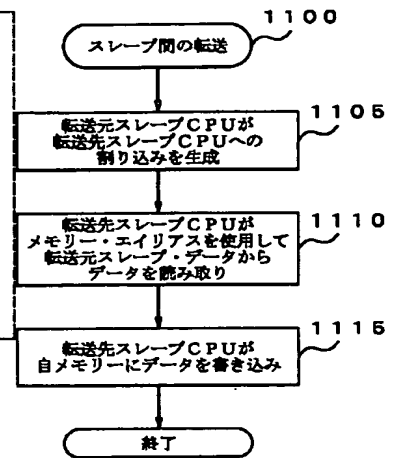 1100
スレーブ間の転送
1105
転送元スレーブCPUが
転送先スレーブCPUへの
割り込みを生成
1110
転送先スレーブCPUが
メモリー・エイリアスを使用して
転送元スレーブ・データから
データを読み取り
1115
転送先スレーブCPUが
自メモリーにデータを書き込み
終了